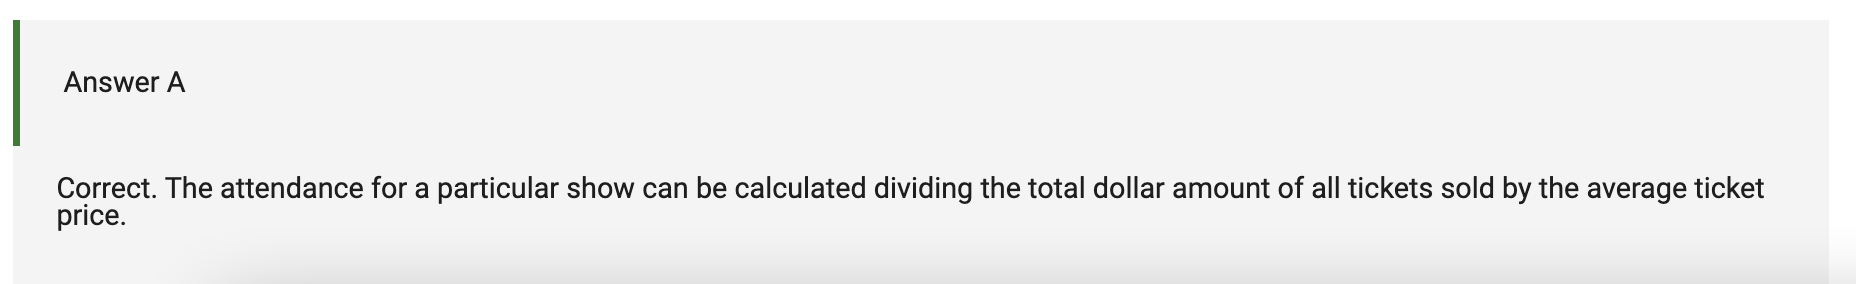 Answer A
Correct. The attendance for a particular show can be calculated dividing the total dollar amount of all tickets sold by the average ticket
price.